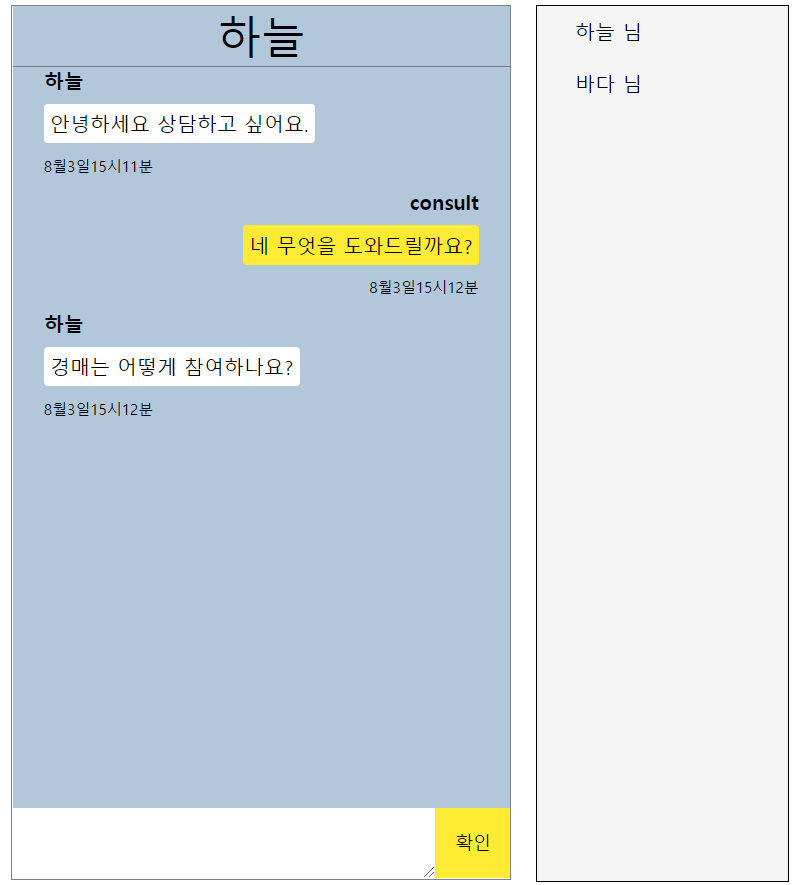 하늘
하늘
안녕하세요 상담하고 싶어요.
8월3일15시11분
consult
네 무엇을 도와드릴까요?
8월3일15시12분
하늘
경매는 어떻게 참여하나요?
8월3일15시12분
확인
하늘 님
바다 님